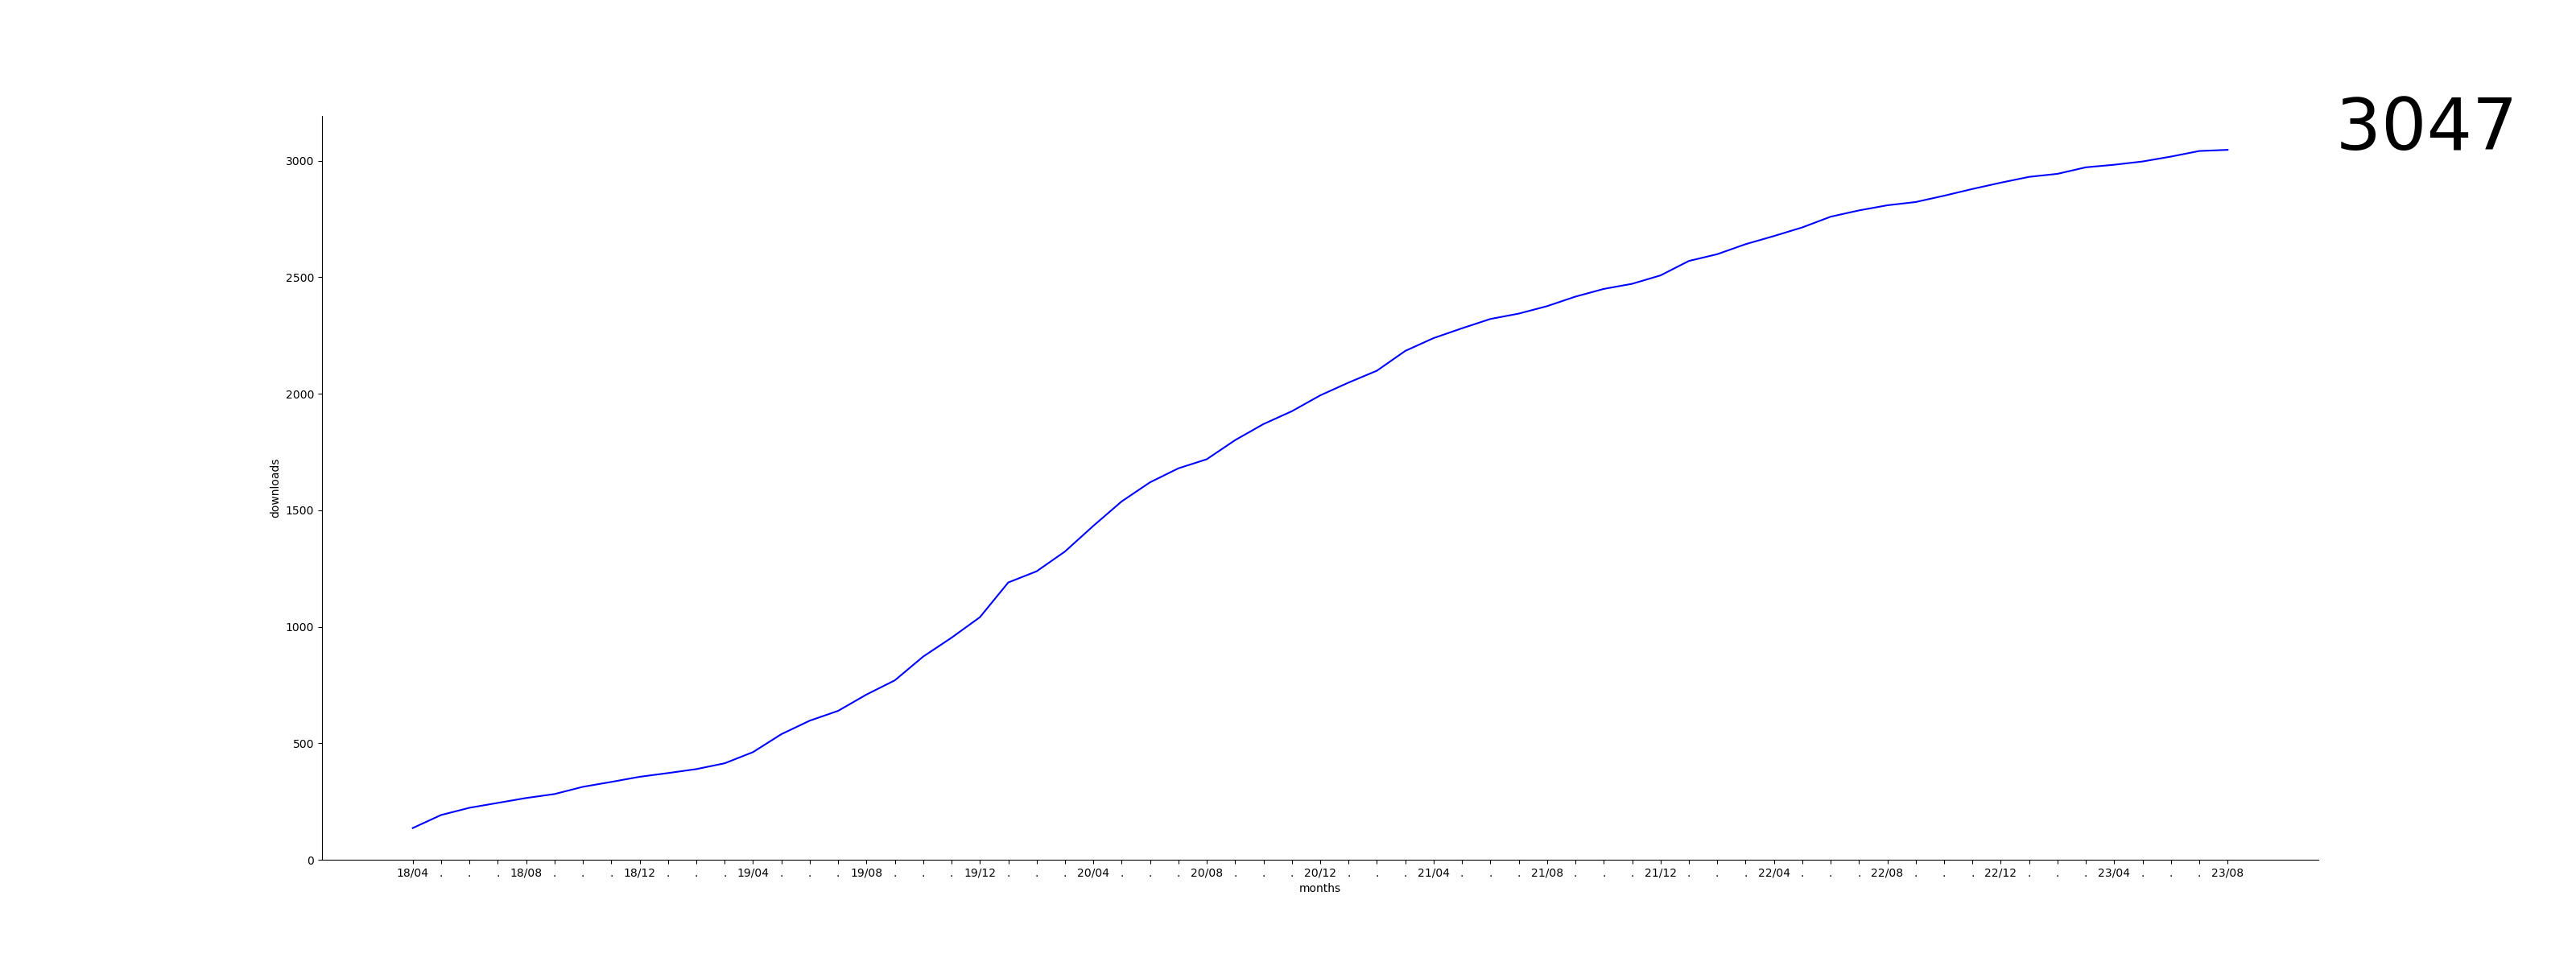 3047
3000
2500
2000
1500
1000
500
0
downloads
18/04 . . . 18/08 . . . 18/12 . . . 19/04 . . . 19/08 . . . 19/12 . . . 20/04 . . . 20/08 . . . 20/12 . . . 21/04 . . . 21/08 . . . 21/12 . . . 22/04 . . . 22/08 . . . 22/12 . . . 23/04 . . . 23/08
months